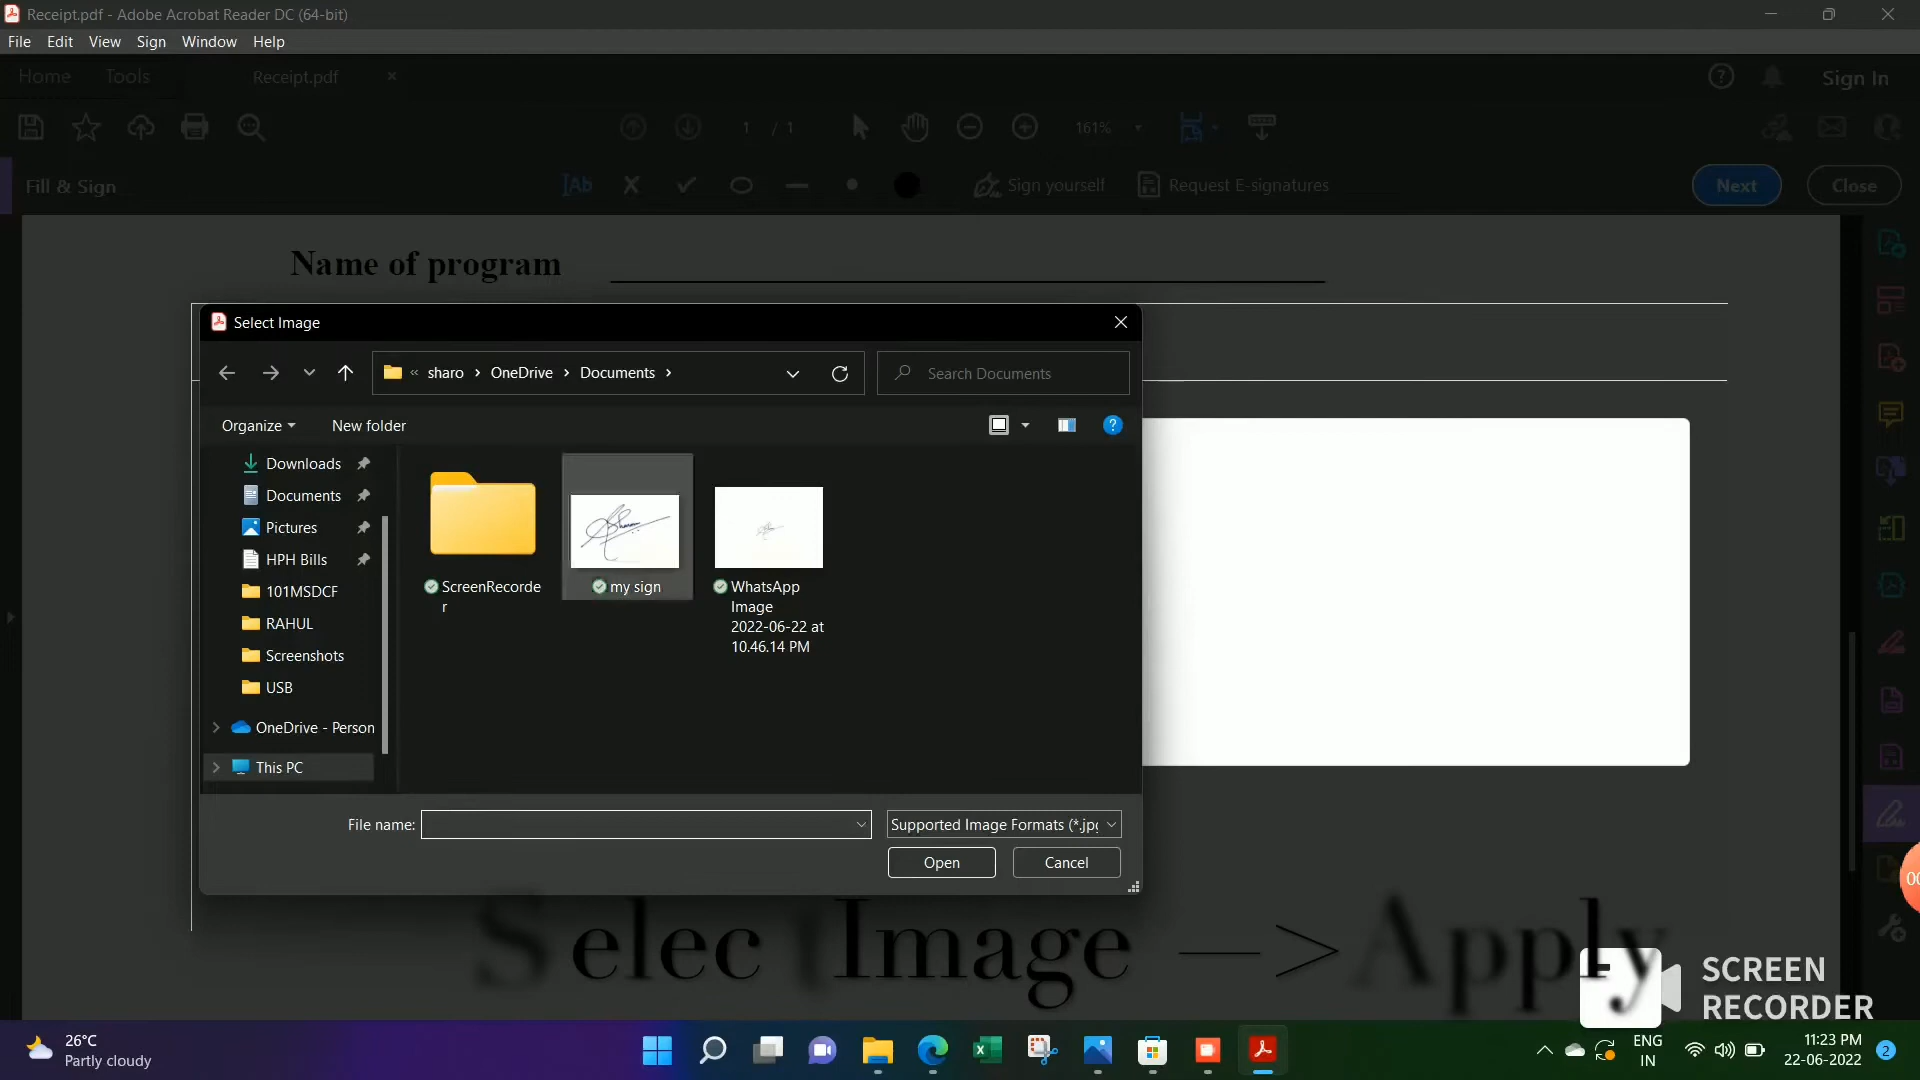 Receipt.pdf - Adobe Acrobat Reader DC (64-bit)
File Edit View Sign Window Help
Home Tools Receipt.pdf Sign In
1 / 1 161%
Fill & Sign Sign yourself Request E-signatures Next Close
Name of program
Select Image
« sharo > OneDrive > Documents > Search Documents
Organize New folder
Downloads
Documents
Pictures
HPH Bills
101MSDCF
RAHUL
Screenshots
USB
OneDrive - Person
This PC
ScreenRecorde
r
my sign
WhatsApp
Image
2022-06-22 at
10.46.14 PM
File name: Supported Image Formats (*.jpg
Open Cancel
Select Image —>Apply
SCREEN
RECORDER
26°C
Partly cloudy
ENG
IN
11:23 PM
22-06-2022
2
00